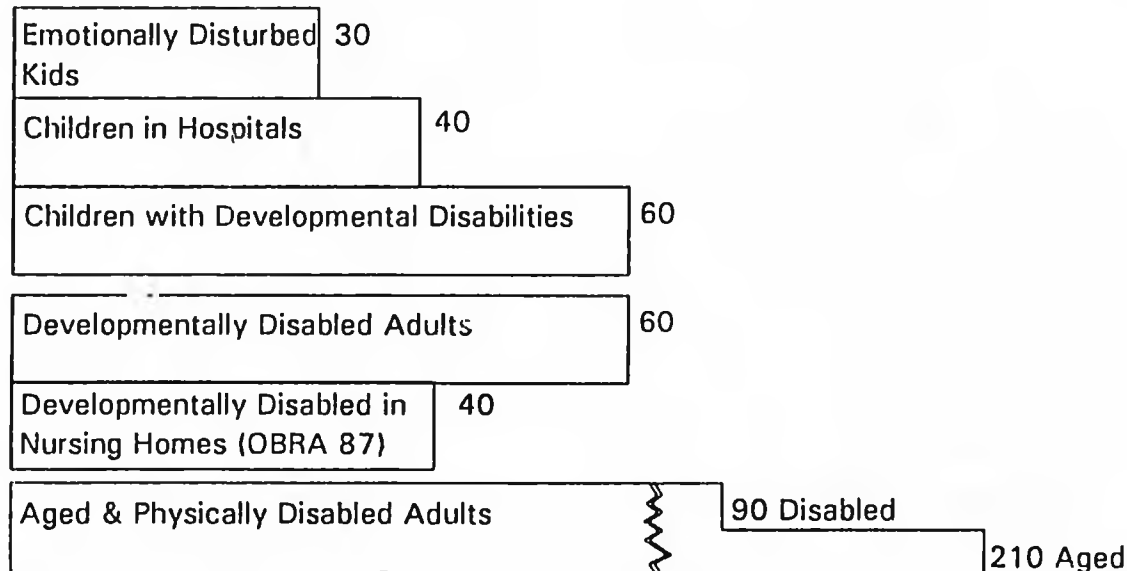 Emotionally Disturbed 30
Kids
Children in Hospitals 40
Children with Developmental Disabilities 60
Developmentally Disabled Adults 60
Developmentally Disabled in 40
Nursing Homes (OBRA 87)
Aged & Physically Disabled Adults 90 Disabled
210 Aged